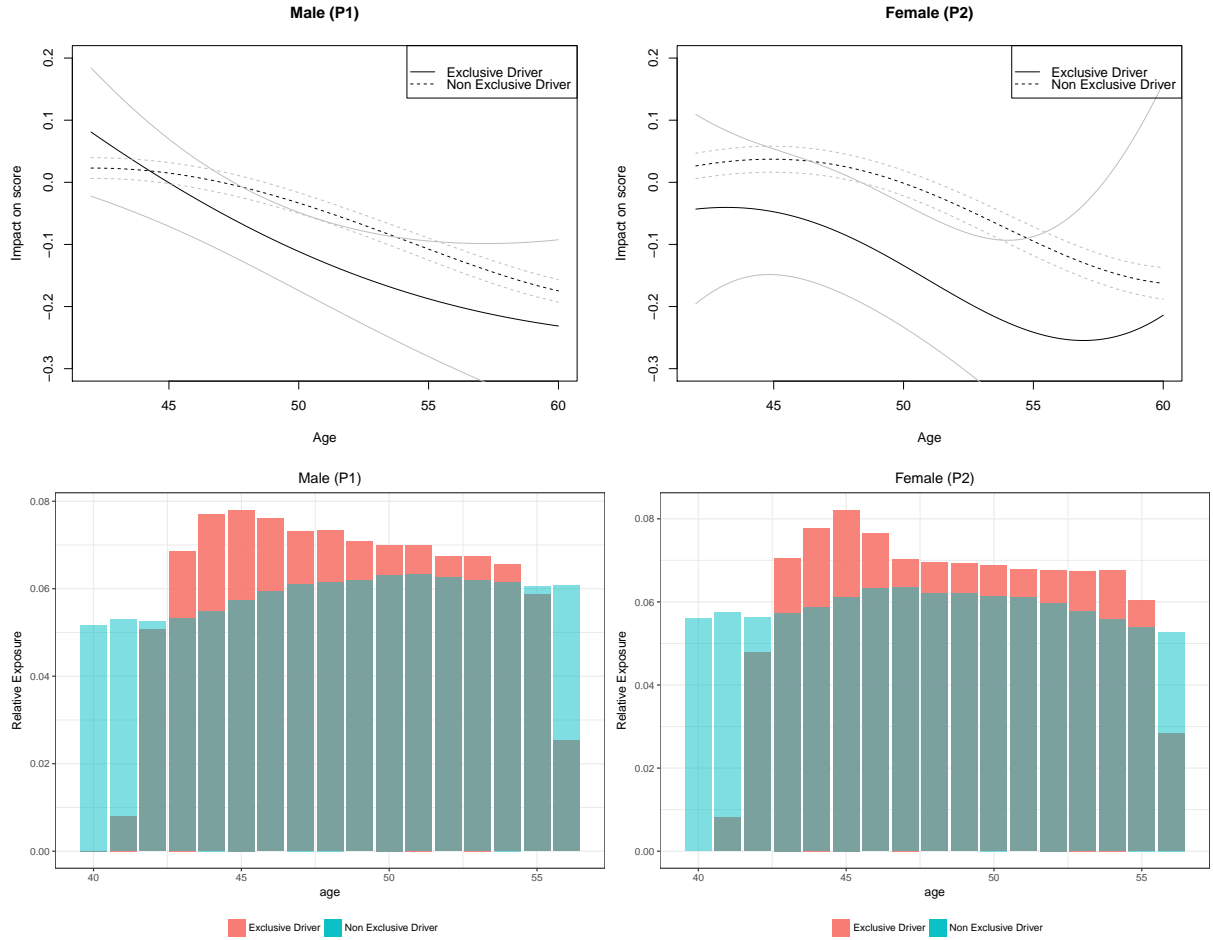 Male (P1)
Impact on score
0.2
0.1
0.0
−0.1
−0.2
−0.3
Exclusive Driver
Non Exclusive Driver
45 50 55 60
Age
Female (P2)
Impact on score
0.2
0.1
0.0
−0.1
−0.2
−0.3
Exclusive Driver
Non Exclusive Driver
45 50 55 60
Age
Male (P1)
Relative Exposure
0.08
0.06
0.04
0.02
0.00
40 45 50 55
age
Exclusive Driver Non Exclusive Driver
Female (P2)
Relative Exposure
0.08
0.06
0.04
0.02
0.00
40 45 50 55
age
Exclusive Driver Non Exclusive Driver